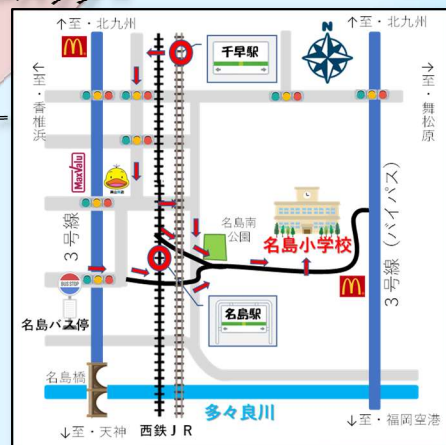 ↑至・北九州
↑至・北九州
千早駅
←至・香椎浜
→至・舞松原
MaxValu
3号線
名島南
公園
名島小学校
3号線（バイパス）
BUS STOP
名島バス停
名島駅
名島橋
多々良川
↓至・天神
西鉄
JR
↓至・福岡空港